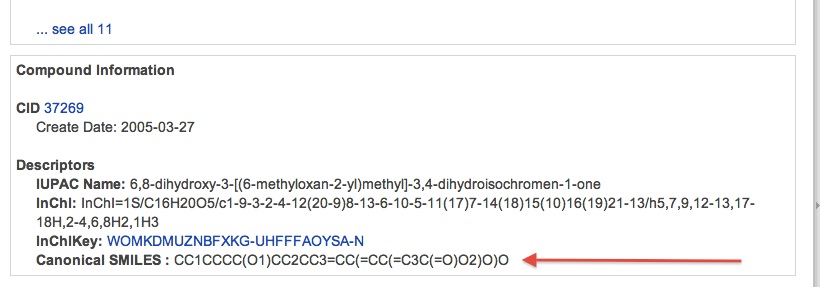 ... see all 11
Compound Information
CID 37269
Create Date: 2005-03-27
Descriptors
IUPAC Name: 6,8-dihydroxy-3-[(6-methyloxan-2-yl)methyl]-3,4-dihydroisochromen-1-one
InChI: InChI=1S/C16H20O5/c1-9-3-2-4-12(20-9)8-13-6-10-5-11(17)7-14(18)15(10)16(19)21-13/h5,7,9,12-13,17-
18H,2-4,6,8H2,1H3
InChIKey: WOMKDMUZNBFXKG-UHFFFAOYSA-N
Canonical SMILES : CC1CCCC(O1)CC2CC3=CC(=CC(=C3C(=O)O2)O)O